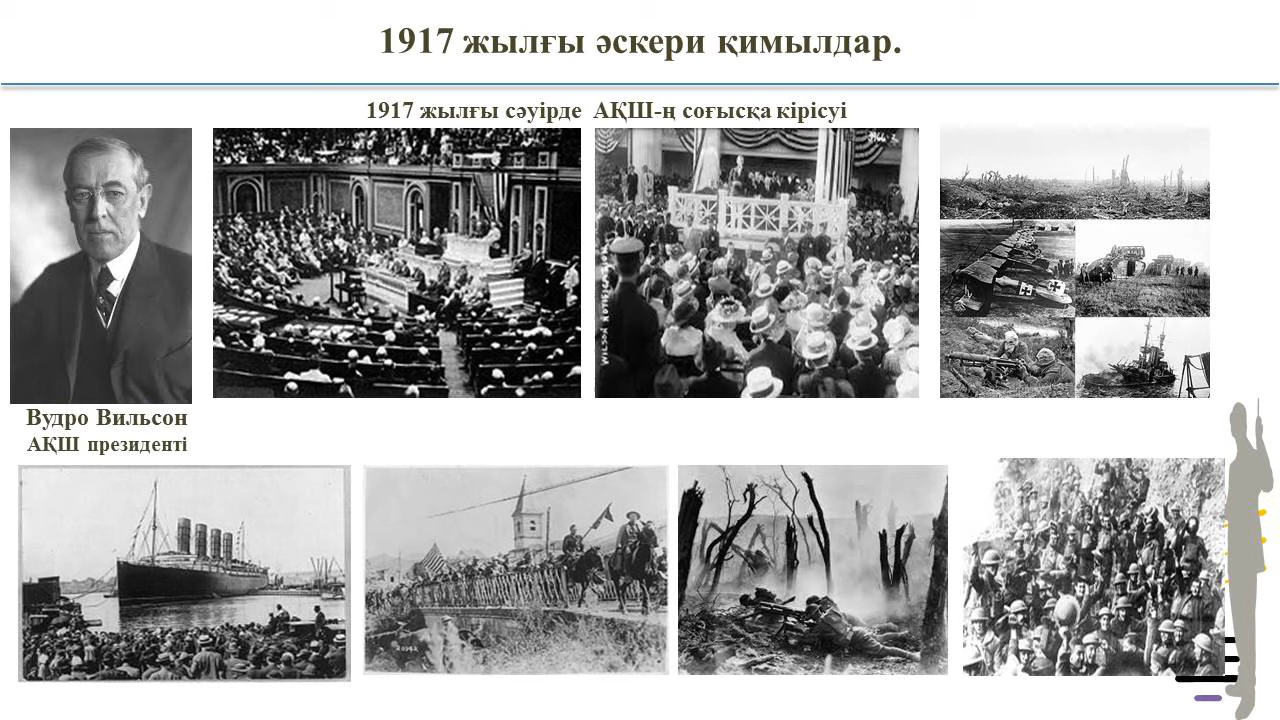 1917 жылғы әскери қимылдар.
1917 жылғы сәуірде АҚШ-ң соғысқа кірісуі
Вудро Вильсон
АҚШ президенті